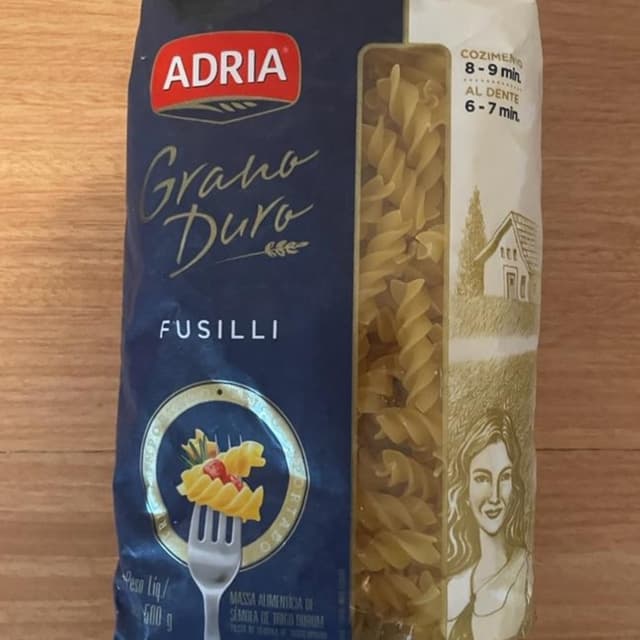 ADRIA
Grano
Duro
FUSILLI
COZIMENTO
8 - 9 min.
AL DENTE
6 - 7 min.
Peso Líq./
500 g
MASSA ALIMENTÍCIA DE
SÊMOLA DE TRIGO DURUM